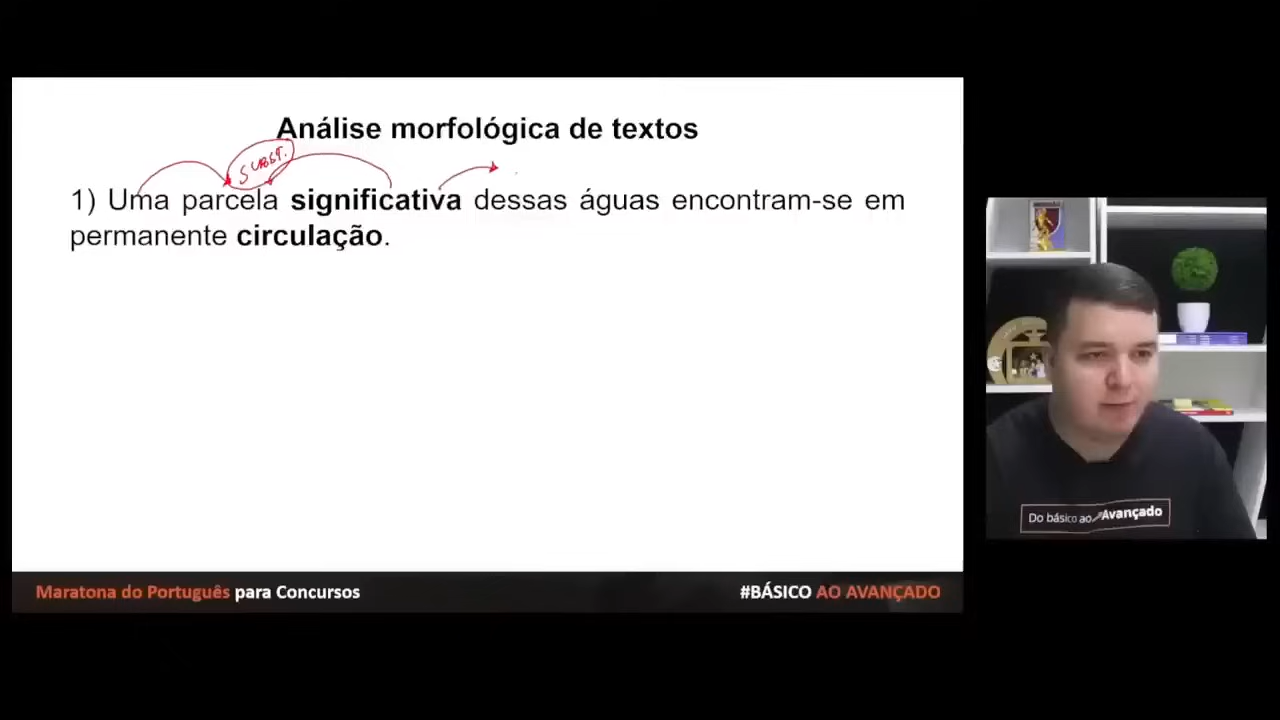 Análise morfológica de textos
SUBST.
1) Uma parcela significativa dessas águas encontram-se em
permanente circulação.
Do básico ao Avançado
Maratona do Português para Concursos
#BÁSICO AO AVANÇADO